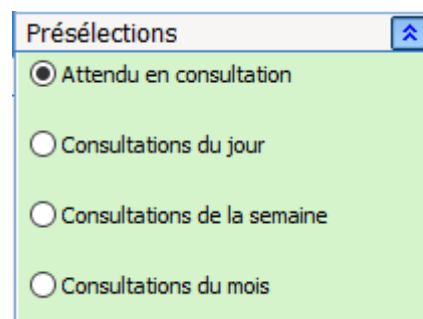 Présélections
Attendu en consultation
Consultations du jour
Consultations de la semaine
Consultations du mois